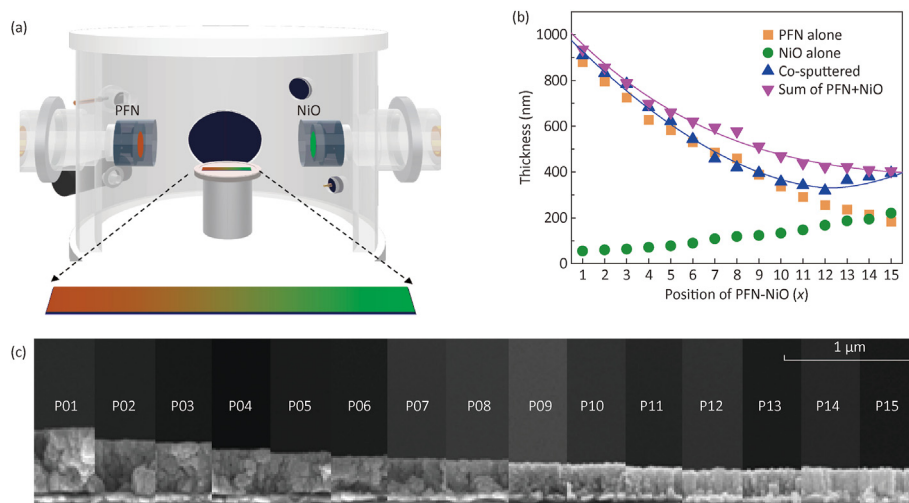 (a)
PFN
NiO
(b)
Thickness (nm)
1000
800
600
400
200
0
PFN alone
NiO alone
Co-sputtered
Sum of PFN+NiO
1 2 3 4 5 6 7 8 9 10 11 12 13 14 15
Position of PFN-NiO (x)
(c)
1 μm
P01 P02 P03 P04 P05 P06 P07 P08 P09 P10 P11 P12 P13 P14 P15